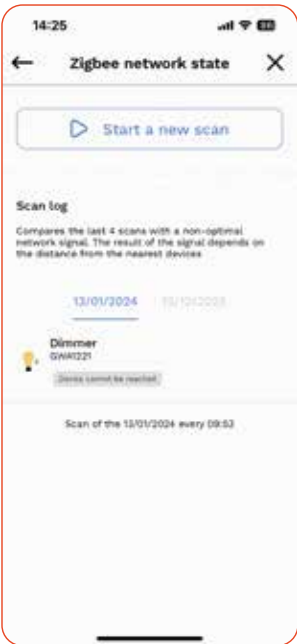 14:25
Zigbee network state
Start a new scan
Scan log
Compares the last 4 scans with a non-optimal
network signal. The result of the signal depends on
the distance from the nearest devices
13/01/2024
Dimmer
GWA1221
Device cannot be reached
Scan of the 13/01/2024 every 09:53